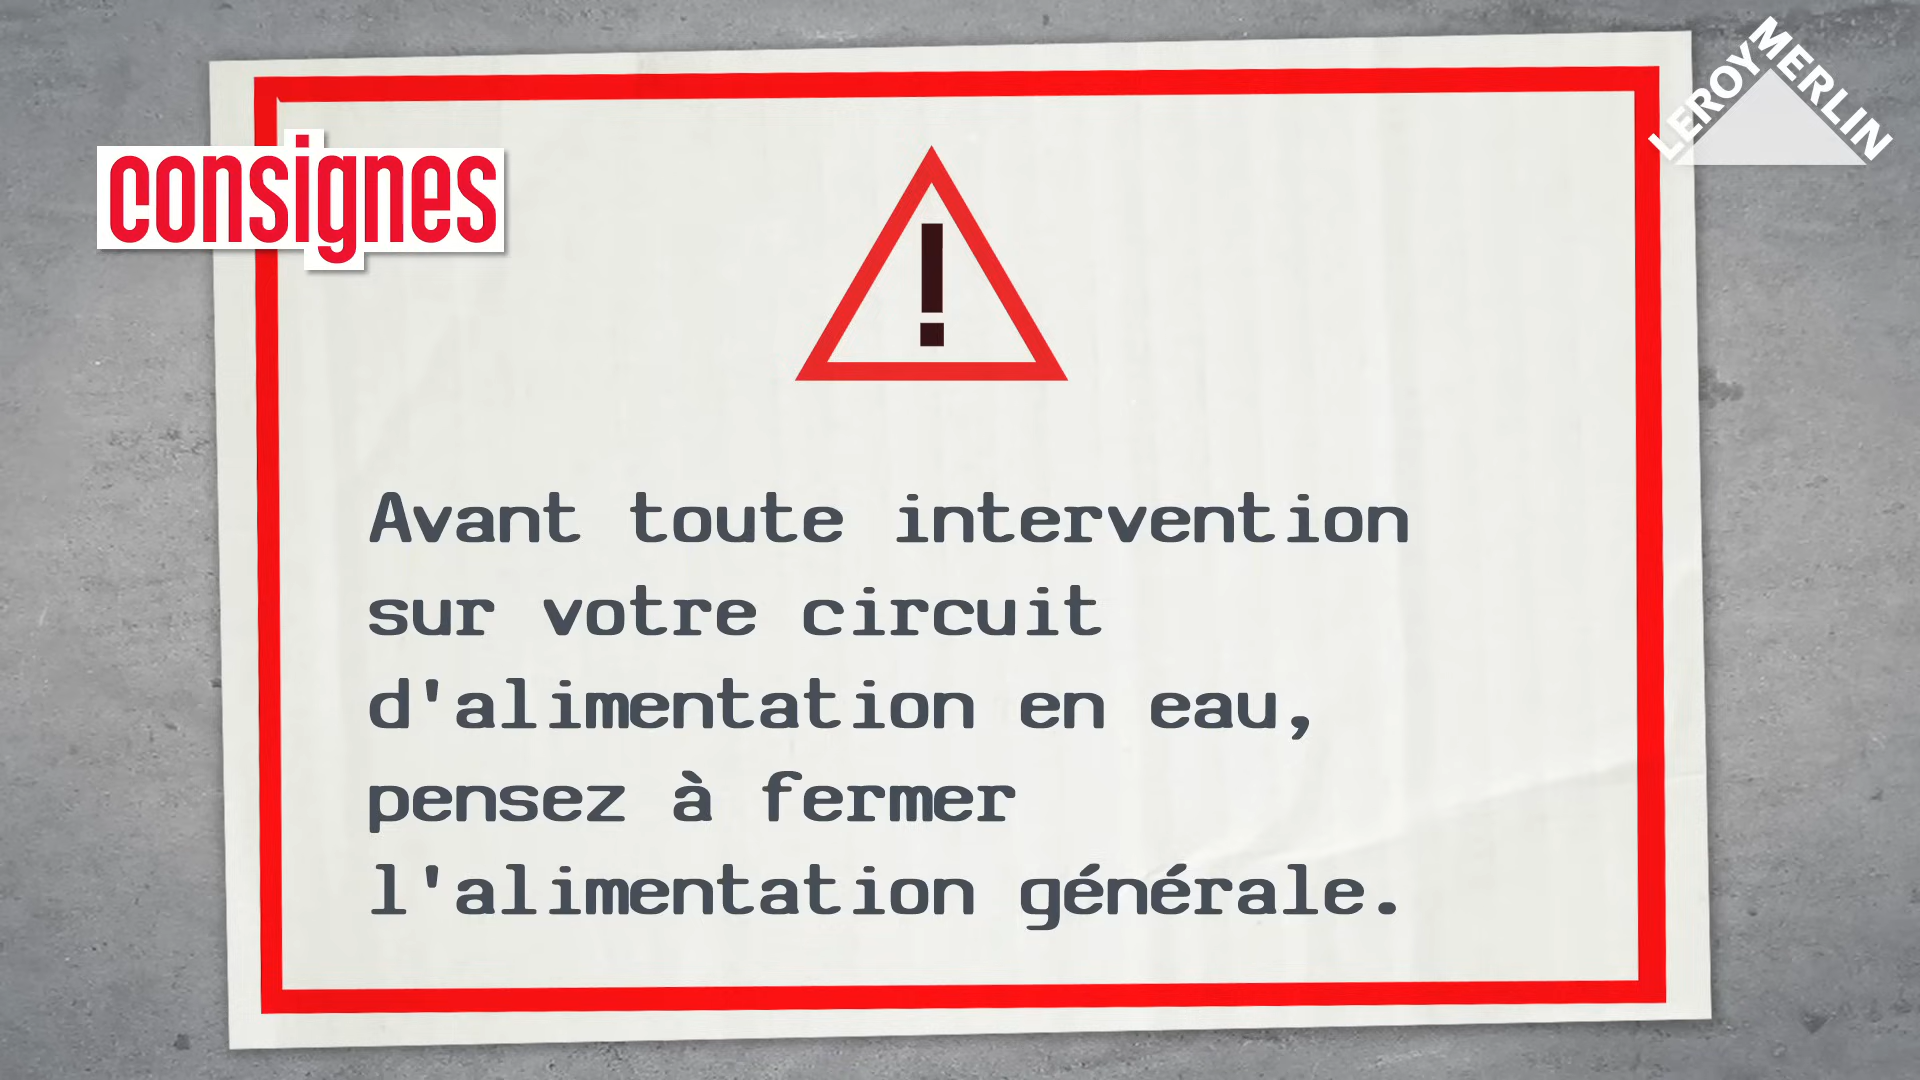 LEROY MERLIN
consignes
!
Avant toute intervention
sur votre circuit
d'alimentation en eau,
pensez à fermer
l'alimentation générale.